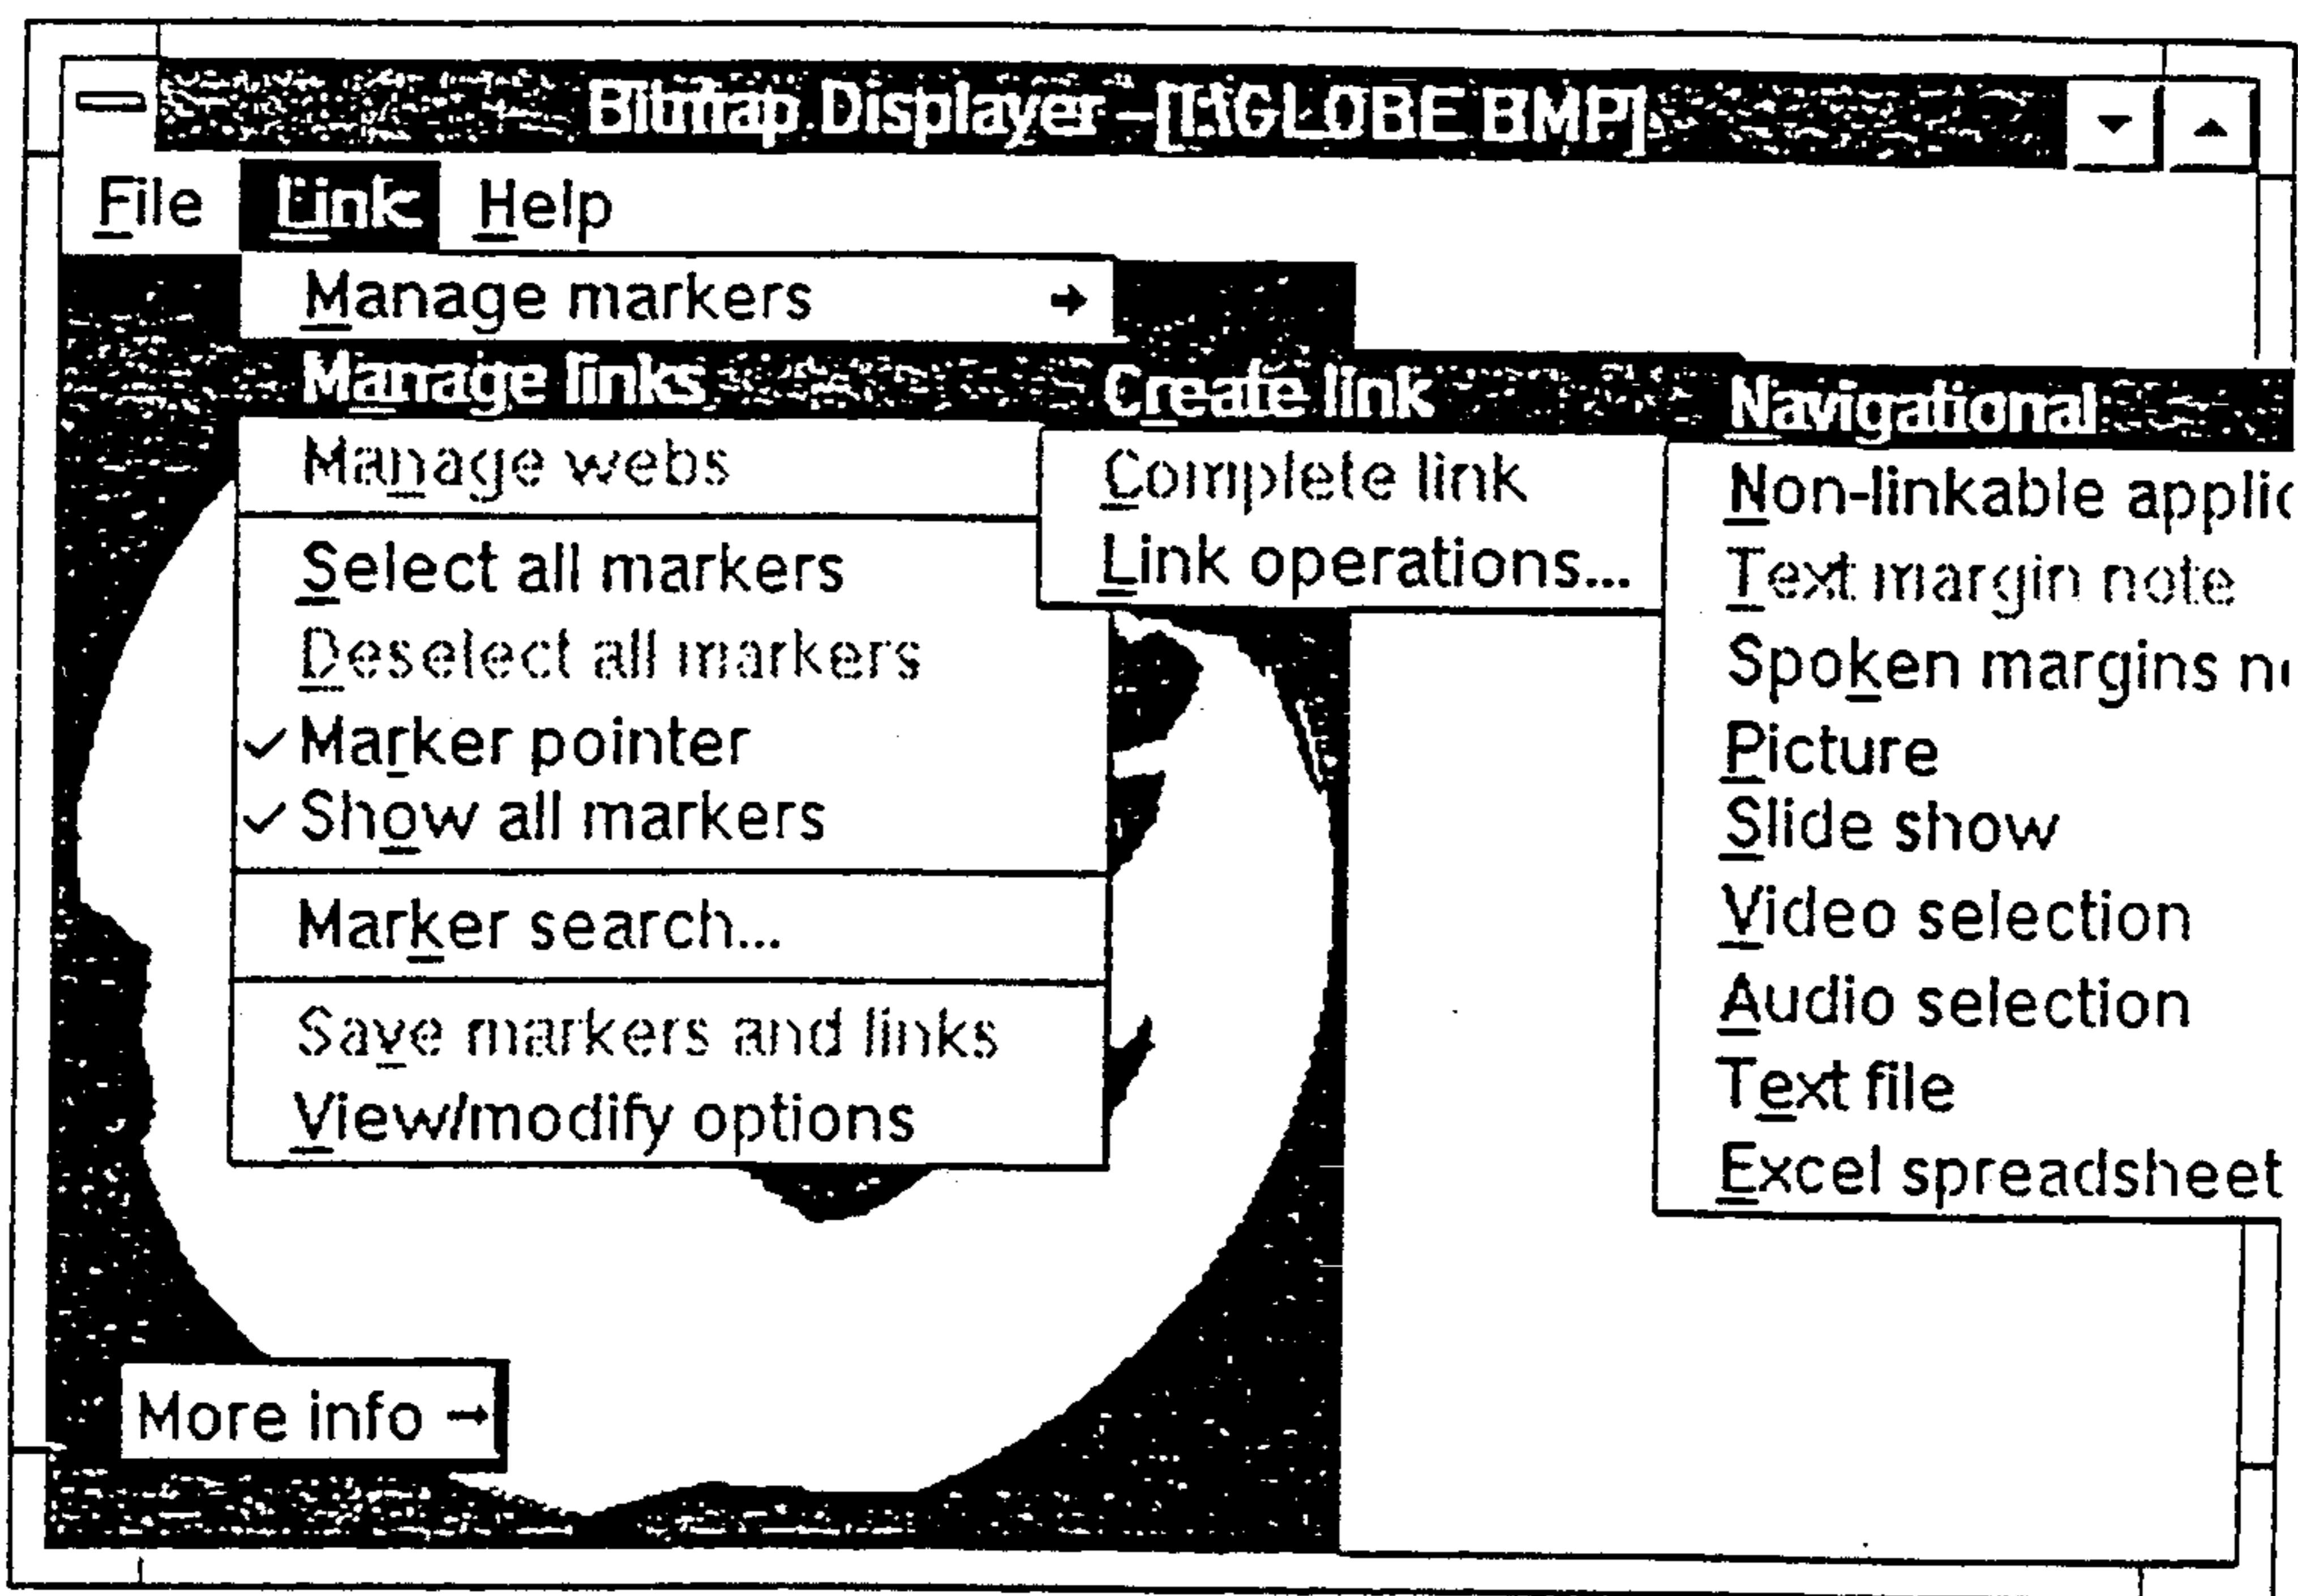 Bitmap Displayer -[I:\GLOBE BMP]
File Link Help
Manage markers
Manage links
Manage webs
Select all markers
Deselect all markers
Marker pointer
Show all markers
Marker search...
Save markers and links
View/modify options
Create link
Complete link
Link operations...
Navigational
Non-linkable applic
Text margin note
Spoken margins n
Picture
Slide show
Video selection
Audio selection
Text file
Excel spreadsheet
More info